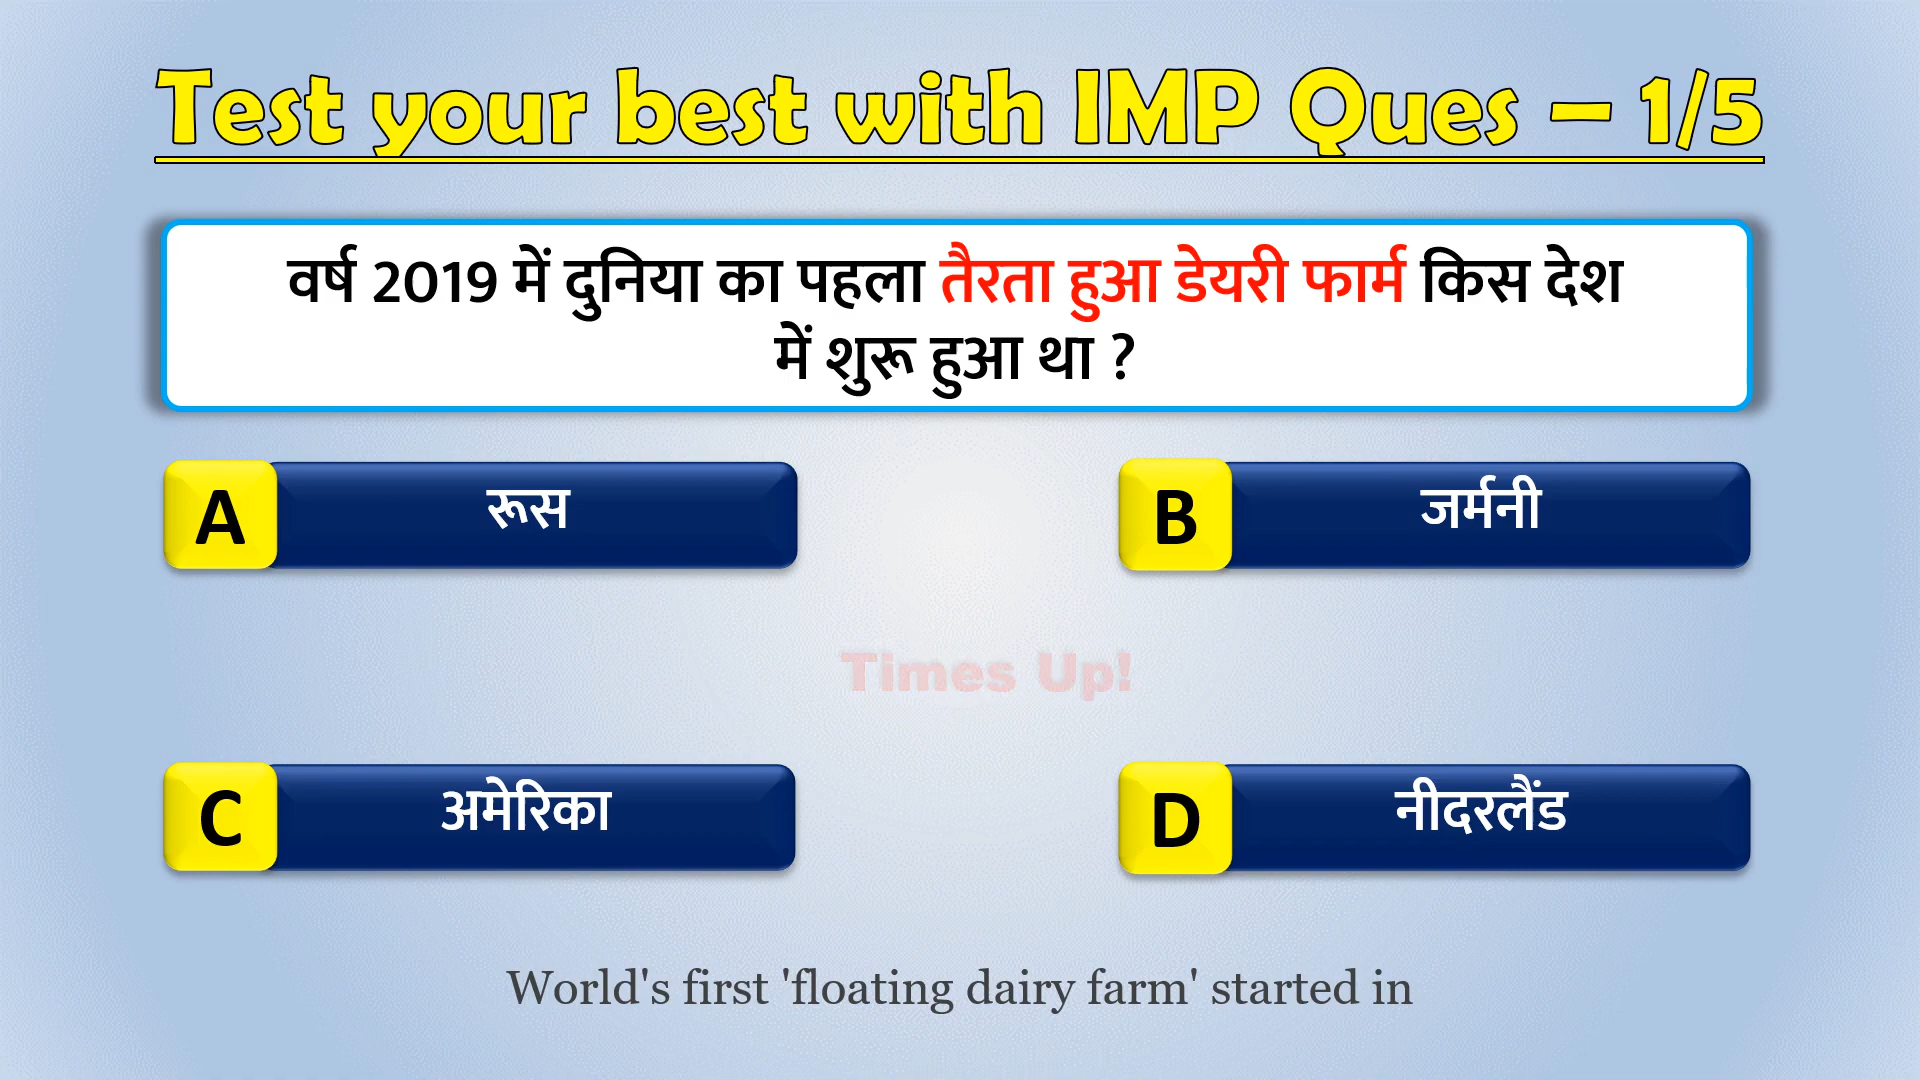 Test your best with IMP Ques – 1/5
वर्ष 2019 में दुनिया का पहला तैरता हुआ डेयरी फार्म किस देश
में शुरू हुआ था ?
A रूस
B जर्मनी
Times Up!
C अमेरिका
D नीदरलैंड
World's first 'floating dairy farm' started in